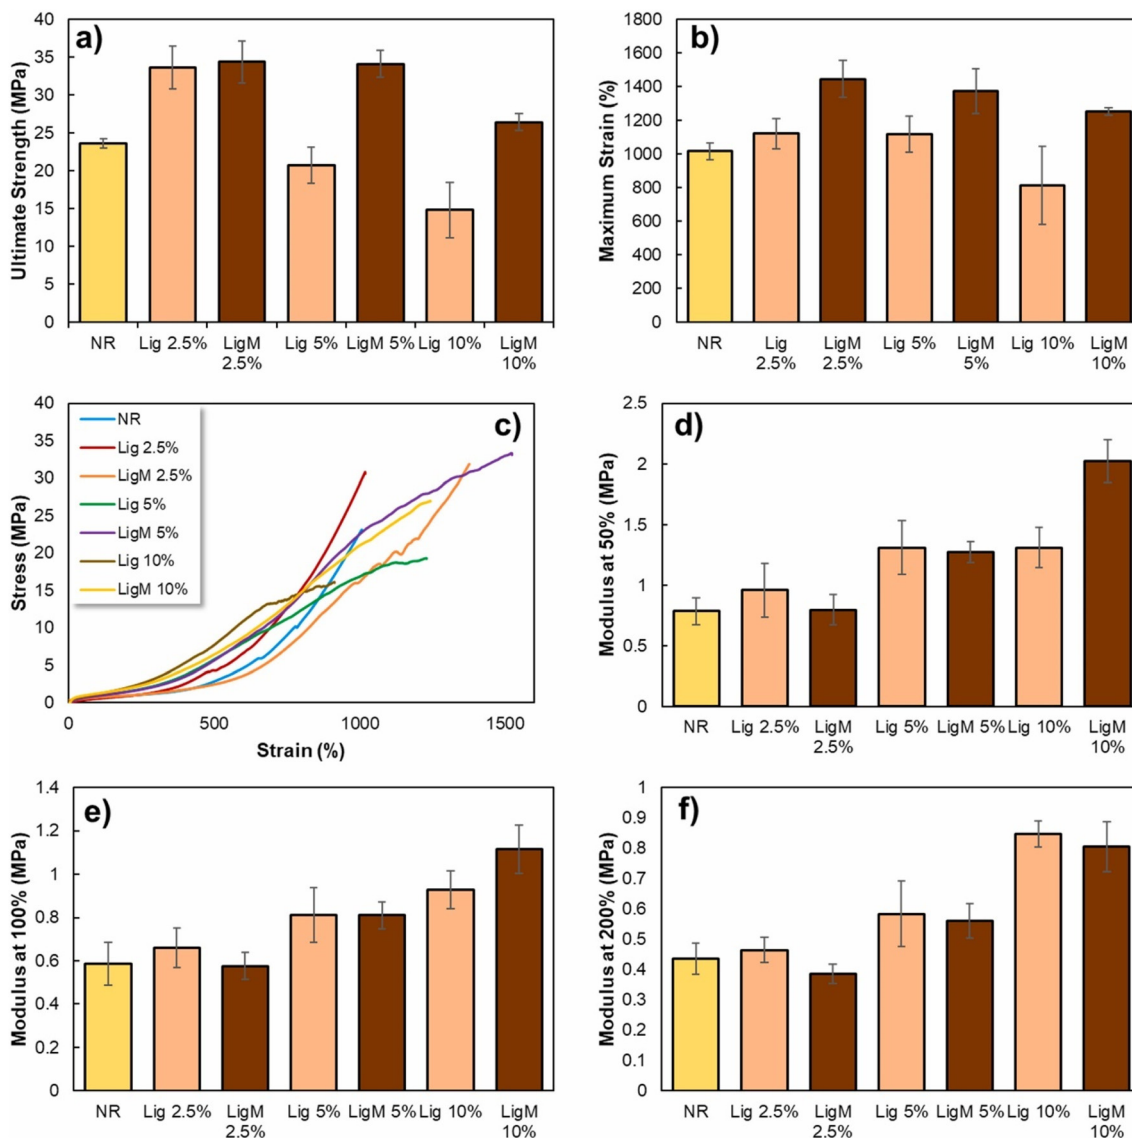 a)
Ultimate Strength (MPa)
40
35
30
25
20
15
10
5
0
NR Lig 2.5% LigM Lig 5% LigM 5% Lig 10% LigM
2.5% 10%
b)
Maximum Strain (%)
1800
1600
1400
1200
1000
800
600
400
200
0
NR Lig LigM Lig 5% LigM Lig 10% LigM
2.5% 2.5% 5% 10%
c)
Stress (MPa)
40
35
30
25
20
15
10
5
0
NR
Lig 2.5%
LigM 2.5%
Lig 5%
LigM 5%
Lig 10%
LigM 10%
0 500 1000 1500
Strain (%)
d)
Modulus at 50% (MPa)
2.5
2
1.5
1
0.5
0
NR Lig 2.5% LigM Lig 5% LigM 5% Lig 10% LigM
2.5% 10%
e)
Modulus at 100% (MPa)
1.4
1.2
1
0.8
0.6
0.4
0.2
0
NR Lig 2.5% LigM Lig 5% LigM 5% Lig 10% LigM
2.5% 10%
f)
Modulus at 200% (MPa)
1
0.9
0.8
0.7
0.6
0.5
0.4
0.3
0.2
0.1
0
NR Lig 2.5% LigM Lig 5% LigM 5% Lig 10% LigM
2.5% 10%